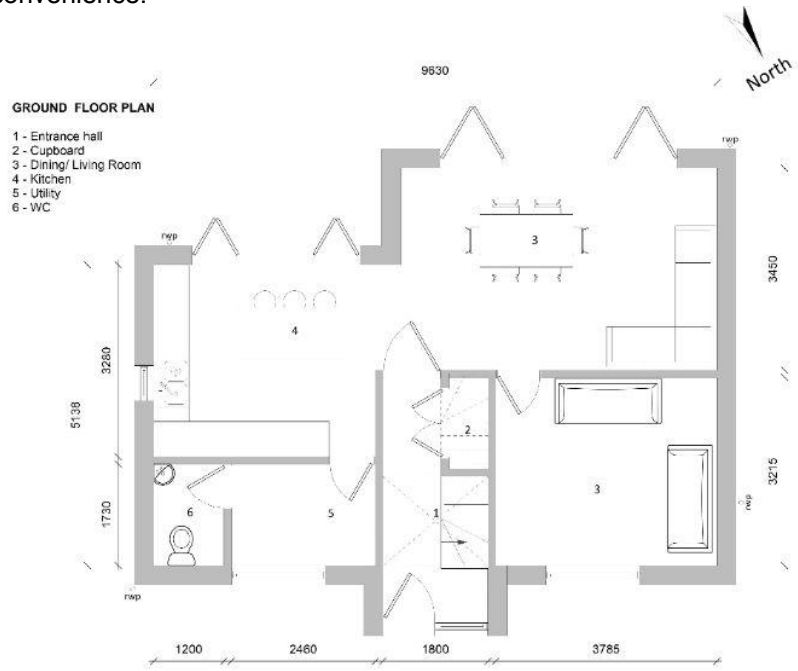 convenience.
North
9630
GROUND FLOOR PLAN
1 - Entrance hall
2 - Cupboard
3 - Dining/ Living Room
4 - Kitchen
5 - Utility
6 - WC
rwp
rwp
3
3450
4
3280
5138
2
3
3215
1730
6
5
1
rwp
rwp
1200
2460
1800
3785